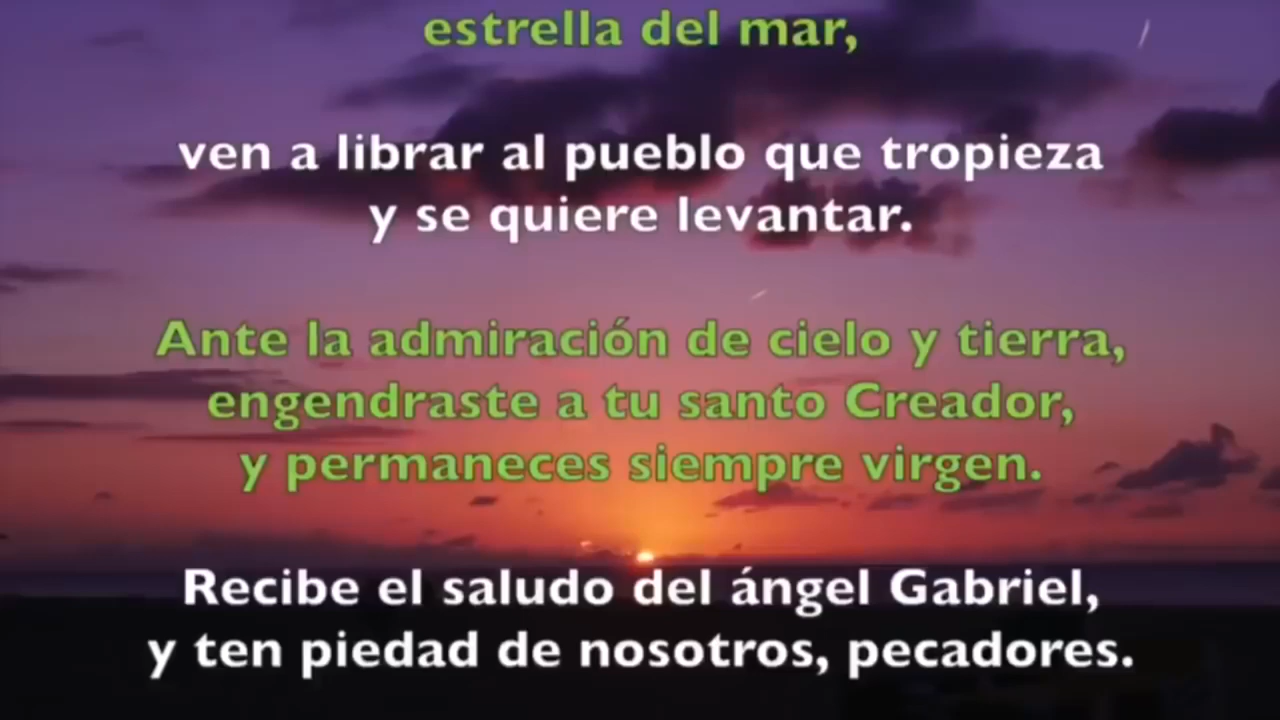 estrella del mar,
ven a librar al pueblo que tropieza
y se quiere levantar.
Ante la admiración de cielo y tierra,
engendraste a tu santo Creador,
y permaneces siempre virgen.
Recibe el saludo del ángel Gabriel,
y ten piedad de nosotros, pecadores.